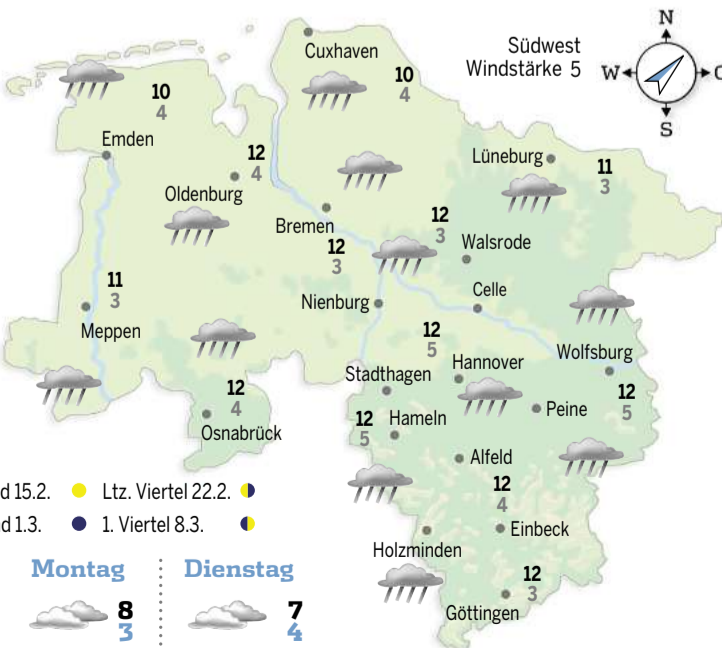 N
Cuxhaven
Südwest
Windstärke 5
W
S
10
4
10
4
Emden
12
4
Oldenburg
Lüneburg
11
3
Bremen
12
3
12
3
Walsrode
11
3
Meppen
Nienburg
Celle
12
5
Stadthagen
Hannover
Wolfsburg
12
5
12
4
Osnabrück
12
5
Hameln
Peine
Alfeld
12
4
Einbeck
Holzminden
12
3
Göttingen
15.2. Ltz. Viertel 22.2.
1.3. 1. Viertel 8.3.
Montag Dienstag
8 7
3 4